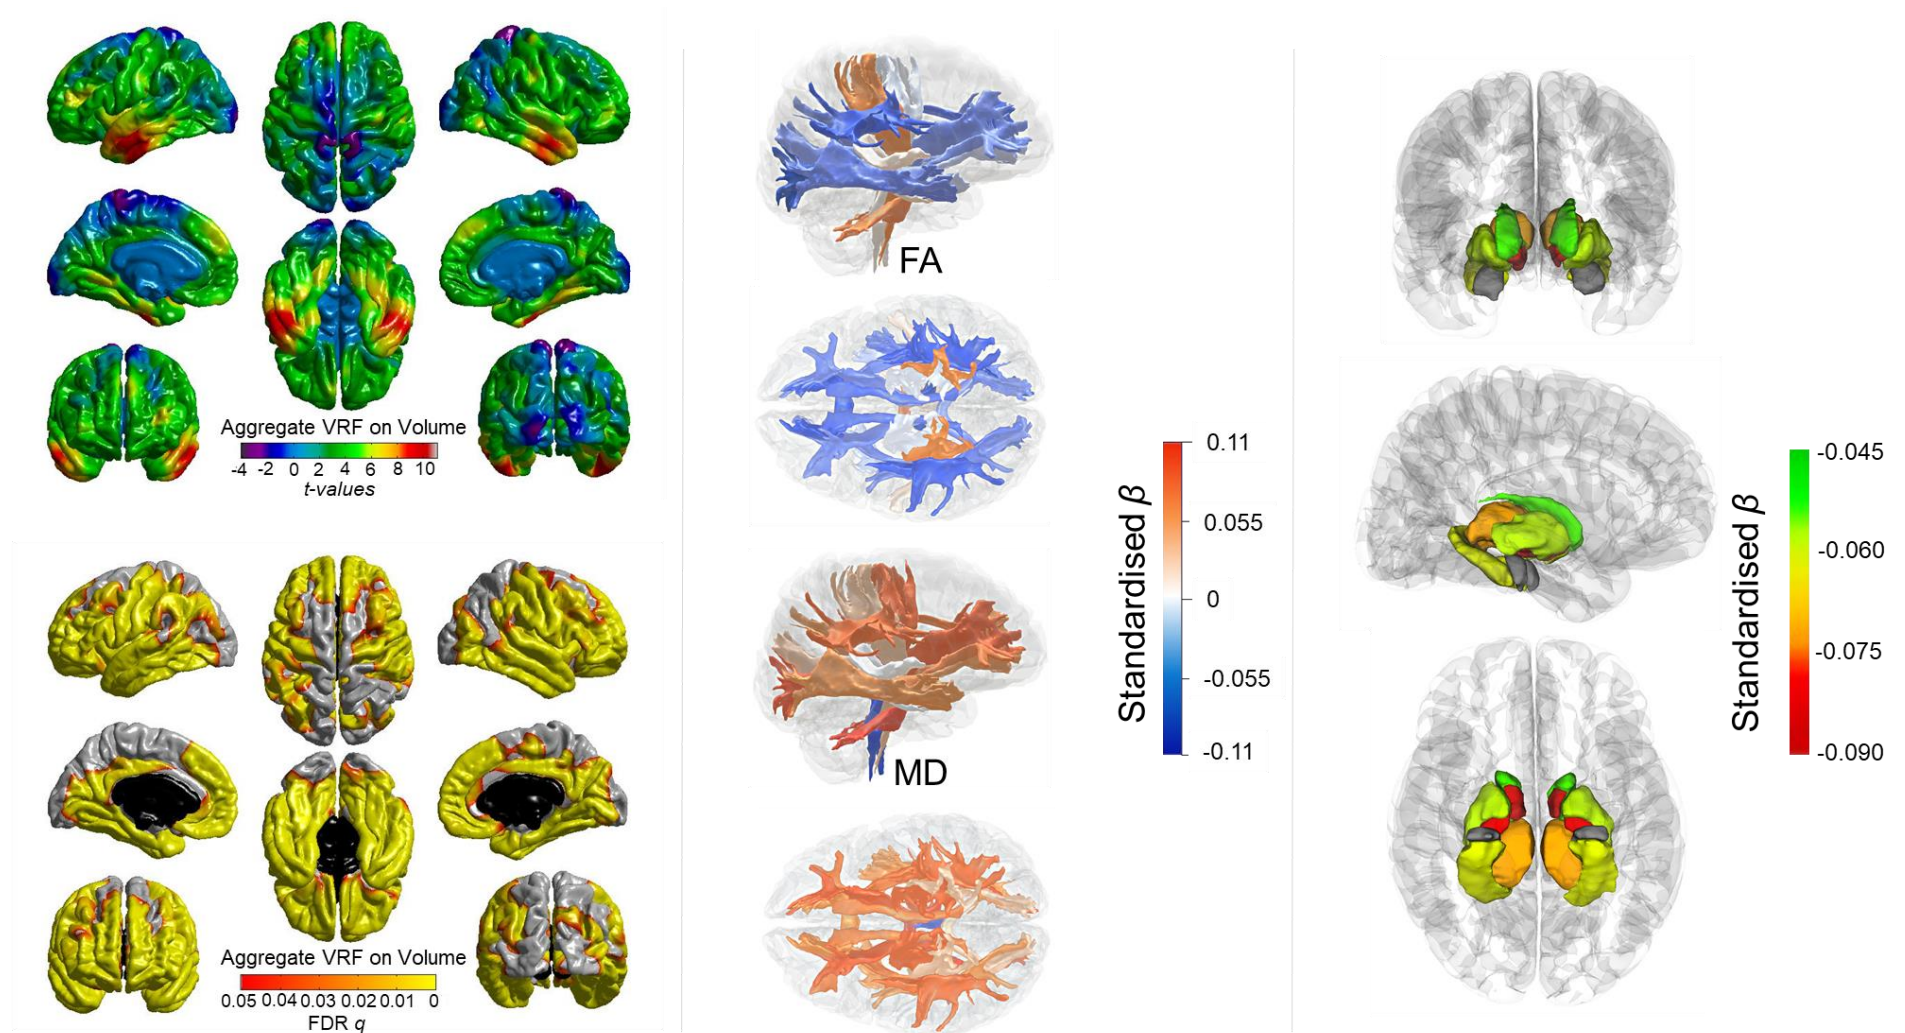 Aggregate VRF on Volume
-4 -2 0 2 4 6 8 10
t-values
Aggregate VRF on Volume
0.05 0.04 0.03 0.02 0.01 0
FDR q
FA
MD
Standardised β
0.11
0.055
0
-0.055
-0.11
Standardised β
-0.045
-0.060
-0.075
-0.090